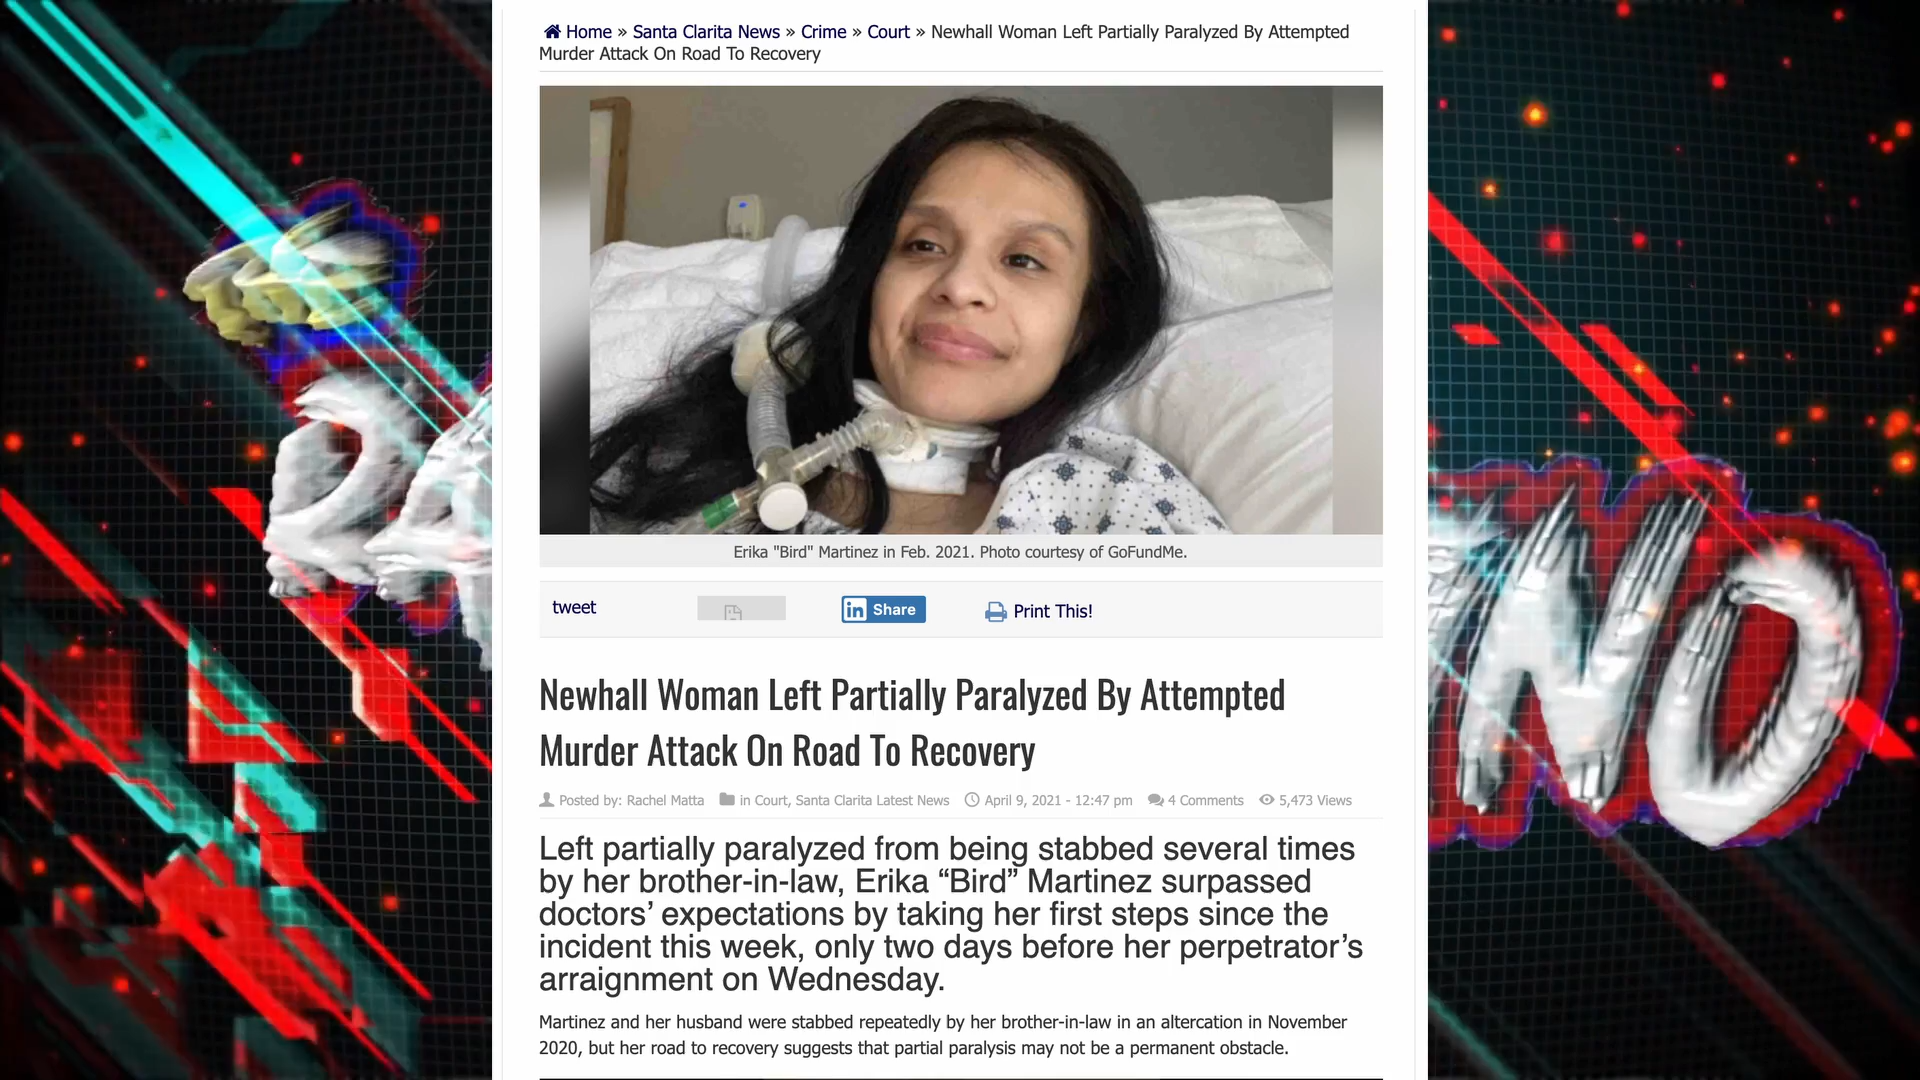 Home » Santa Clarita News » Crime » Court » Newhall Woman Left Partially Paralyzed By Attempted
Murder Attack On Road To Recovery
Erika "Bird" Martinez in Feb. 2021. Photo courtesy of GoFundMe.
tweet
in Share
Print This!
Newhall Woman Left Partially Paralyzed By Attempted
Murder Attack On Road To Recovery
Posted by: Rachel Matta in Court, Santa Clarita Latest News April 9, 2021 - 12:47 pm 4 Comments 5,473 Views
Left partially paralyzed from being stabbed several times
by her brother-in-law, Erika “Bird” Martinez surpassed
doctors’ expectations by taking her first steps since the
incident this week, only two days before her perpetrator’s
arraignment on Wednesday.
Martinez and her husband were stabbed repeatedly by her brother-in-law in an altercation in November
2020, but her road to recovery suggests that partial paralysis may not be a permanent obstacle.